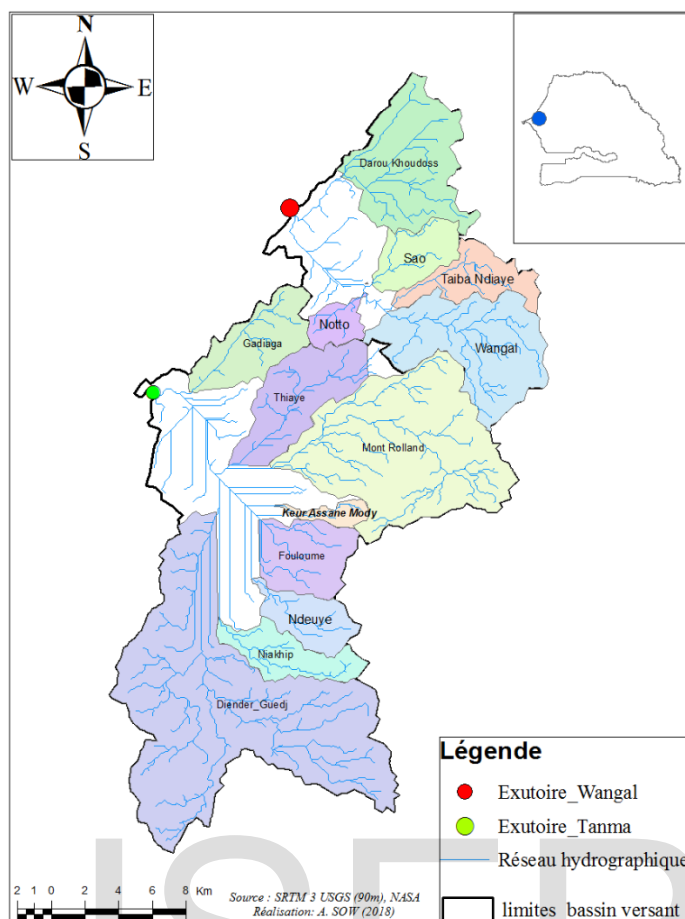 N
W E
S
Darou Khoudoss
Sao
Taiba Ndiaye
Notto
Gadiaga
Wangal
Thiaye
Mont Rolland
Keur Assane Mody
Fouloume
Ndeuye
Niakhip
Diender_Guedj
Légende
Exutoire_Wangal
Exutoire_Tanma
Réseau hydrographique
limites_bassin versant
2 1 0 2 4 6 8 Km
Source : SRTM 3 USGS (90m), NASA
Réalisation: A. SOW (2018)
IJSER